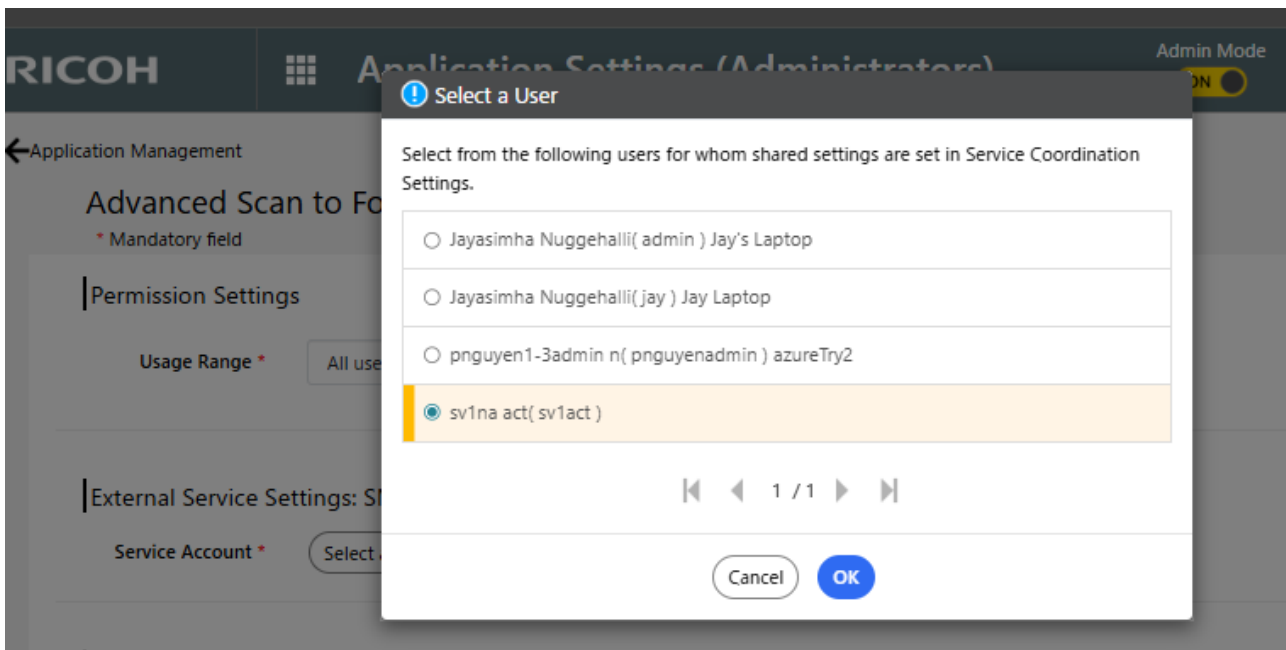 RICOH
Application Settings (Administrators)
Admin Mode
ON
Select a User
Application Management
Select from the following users for whom shared settings are set in Service Coordination
Settings.
Advanced Scan to Fo
* Mandatory field
Jayasimha Nuggehalli( admin ) Jay's Laptop
Permission Settings
Jayasimha Nuggehalli( jay ) Jay Laptop
Usage Range *
All use
pnguyen1-3admin n( pnguyenadmin ) azureTry2
sv1na act( sv1act )
External Service Settings: S
1 / 1
Service Account *
Select
Cancel
OK